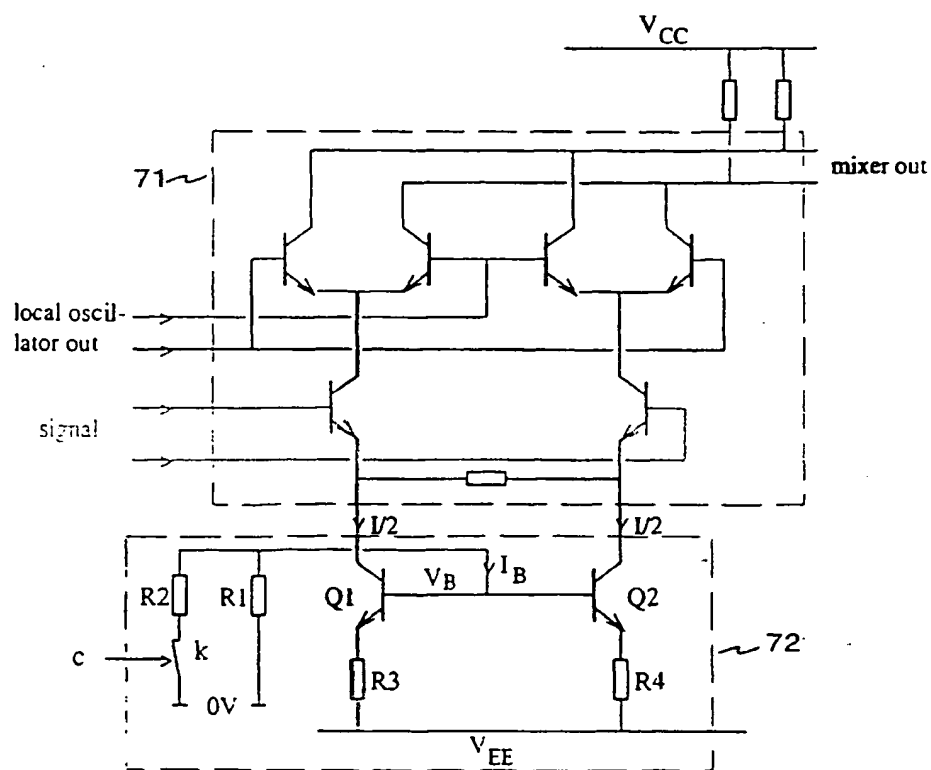 V_CC
71
mixer out
local oscil-
lator out
signal
I/2
I/2
R2
R1
Q1
V_B
I_B
Q2
c
k
R3
R4
72
0V
V_EE